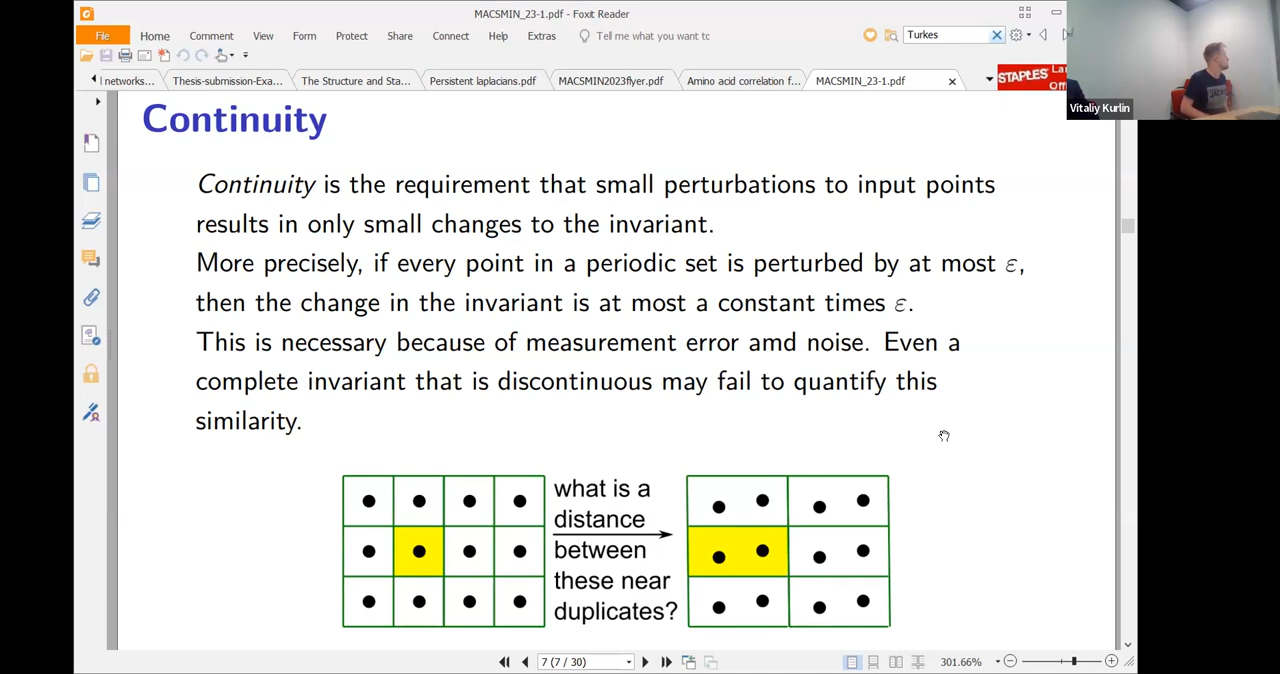 MACSMIN_23-1.pdf - Foxit Reader
File Home Comment View Form Protect Share Connect Help Extras Tell me what you want tc
Turkes
l networks... Thesis-submission-Exa... The Structure and Sta... Persistent laplacians.pdf MACSMIN2023flyer.pdf Amino acid correlation f... MACSMIN_23-1.pdf
STAPLES
Vitaliy Kurlin
Continuity
Continuity is the requirement that small perturbations to input points
results in only small changes to the invariant.
More precisely, if every point in a periodic set is perturbed by at most ε,
then the change in the invariant is at most a constant times ε.
This is necessary because of measurement error amd noise. Even a
complete invariant that is discontinuous may fail to quantify this
similarity.
what is a
distance
between
these near
duplicates?
7 (7 / 30)
301.66%